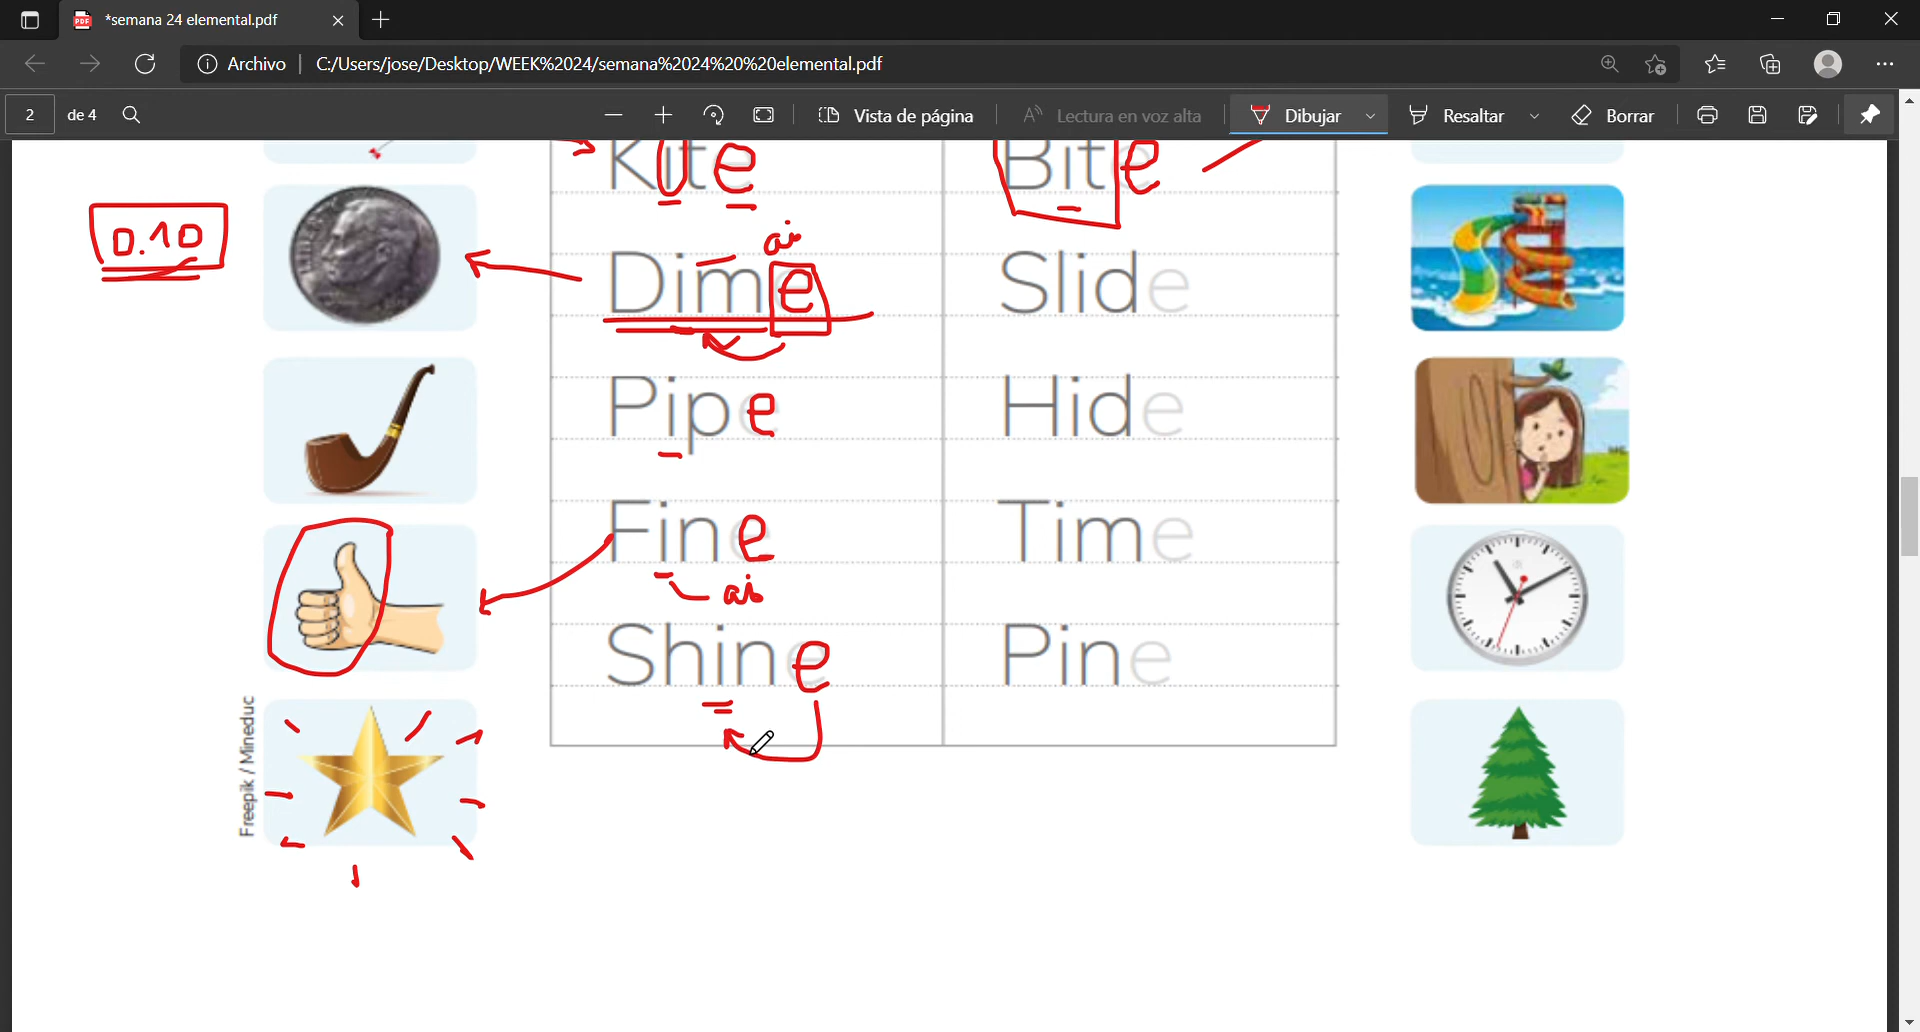 *semana 24 elemental.pdf
Archivo | C:/Users/jose/Desktop/WEEK%2024/semana%2024%20%20elemental.pdf
2 de 4
Vista de página
Lectura en voz alta
Dibujar
Resaltar
Borrar
Kite
Bite
0.10
ai
Dime
Slide
Pipe
Hide
Fine
Time
ai
Shine
Pine
Freepik / Mineduc